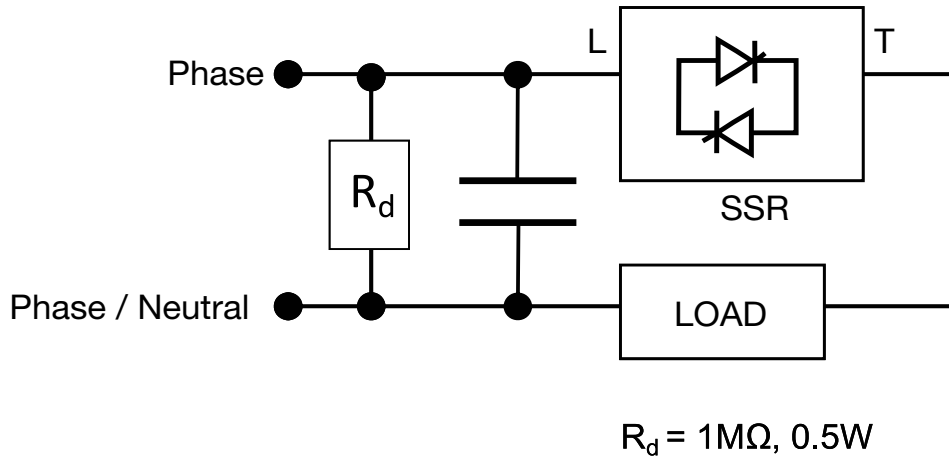 L
T
Phase
Rd
SSR
Phase / Neutral
LOAD
Rd = 1MΩ, 0.5W